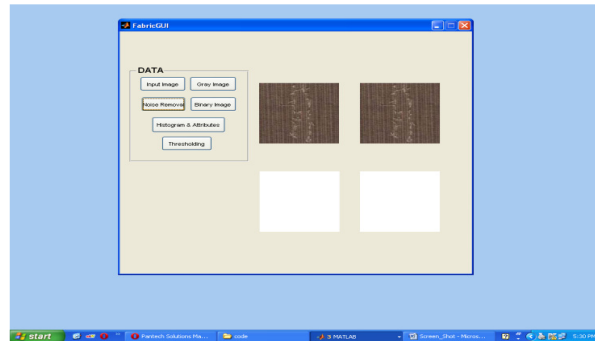 FabricGUI
DATA
Input Image Gray Image
Noise Removal Binary Image
Histogram & Attributes
Thresholding
start Pantech Solutions Ma... code 3 MATLAB Screen_Shot - Micros... 5:30 PM